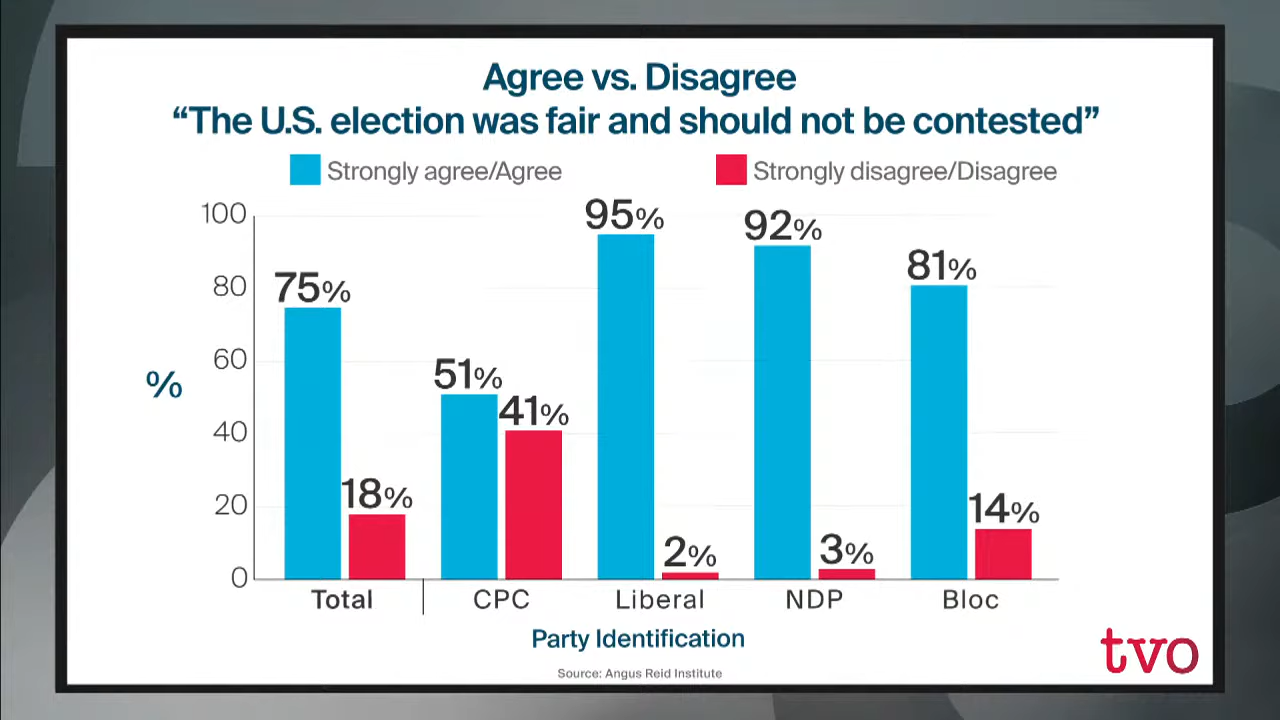 Agree vs. Disagree
“The U.S. election was fair and should not be contested”
Strongly agree/Agree
Strongly disagree/Disagree
100
80
60
40
20
0
%
75%
18%
51%
41%
95%
2%
92%
3%
81%
14%
Total
CPC
Liberal
NDP
Bloc
Party Identification
Source: Angus Reid Institute
tvo